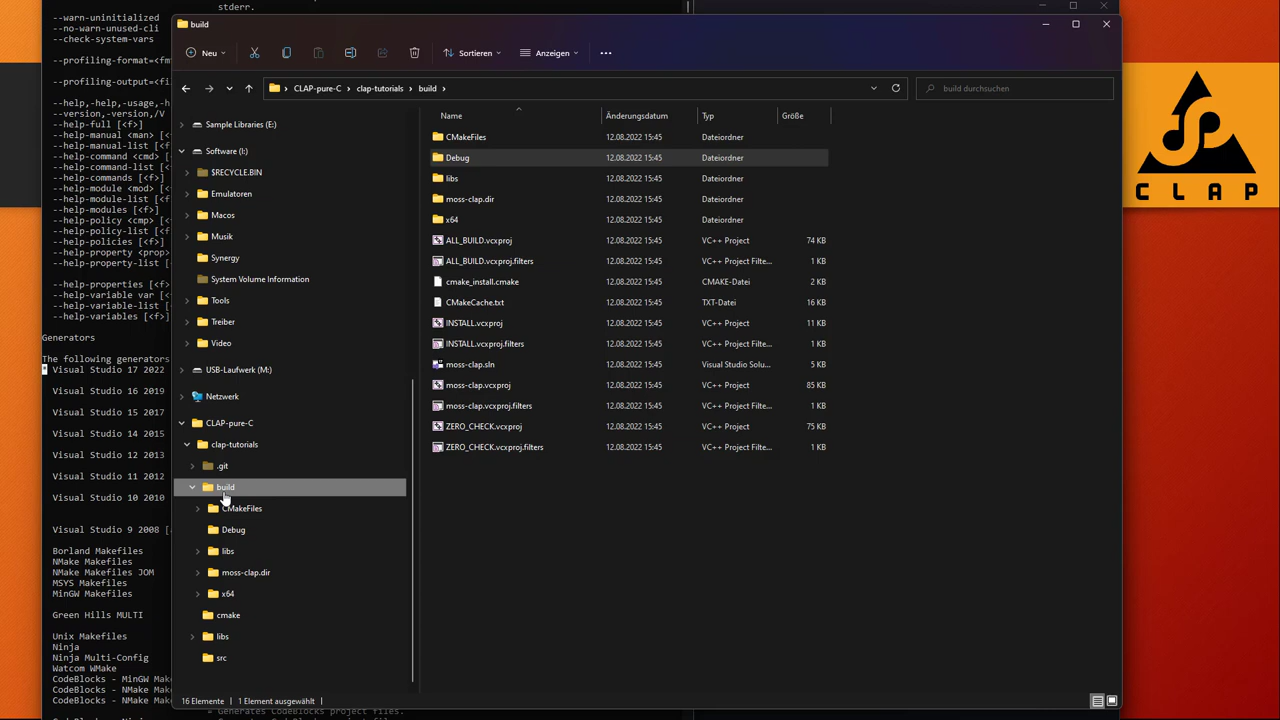 stderr.
--warn-uninitialized
--no-warn-unused-cli
--check-system-vars
--profiling-format=<fm
--profiling-output=<fi
--help,-help,-usage,-h
--version,-version,/V
--help-full [<f>]
--help-manual <man> [<
--help-manual-list [<f
--help-command <cmd> [
--help-command-list [<
--help-commands [<f>]
--help-module <mod> [<
--help-module-list [<f
--help-modules [<f>]
--help-policy <cmp> [<
--help-policy-list [<f
--help-policies [<f>]
--help-property <prop>
--help-property-list [
--help-properties [<f>
--help-variable var [<
--help-variable-list [
--help-variables [<f>]
Generators
The following generators
* Visual Studio 17 2022
Visual Studio 16 2019
Visual Studio 15 2017
Visual Studio 14 2015
Visual Studio 12 2013
Visual Studio 11 2012
Visual Studio 10 2010
Visual Studio 9 2008 [a
Borland Makefiles
NMake Makefiles
NMake Makefiles JOM
MSYS Makefiles
MinGW Makefiles
Green Hills MULTI
Unix Makefiles
Ninja
Ninja Multi-Config
Watcom WMake
CodeBlocks - MinGW Mak
CodeBlocks - NMake Mak
CodeBlocks - NMake Mak
= Generates CodeBlocks project files.
build
Neu
Sortieren
Anzeigen
CLAP-pure-C > clap-tutorials > build >
build durchsuchen
Sample Libraries (E:)
Software (I:)
$RECYCLE.BIN
Emulatoren
Macos
Musik
Synergy
System Volume Information
Tools
Treiber
Video
USB-Laufwerk (M:)
Netzwerk
CLAP-pure-C
clap-tutorials
.git
build
CMakeFiles
Debug
libs
moss-clap.dir
x64
cmake
libs
src
Name Änderungsdatum Typ Größe
CMakeFiles 12.08.2022 15:45 Dateiordner
Debug 12.08.2022 15:45 Dateiordner
libs 12.08.2022 15:45 Dateiordner
moss-clap.dir 12.08.2022 15:45 Dateiordner
x64 12.08.2022 15:45 Dateiordner
ALL_BUILD.vcxproj 12.08.2022 15:45 VC++ Project 74 KB
ALL_BUILD.vcxproj.filters 12.08.2022 15:45 VC++ Project Filte... 1 KB
cmake_install.cmake 12.08.2022 15:45 CMAKE-Datei 2 KB
CMakeCache.txt 12.08.2022 15:45 TXT-Datei 16 KB
INSTALL.vcxproj 12.08.2022 15:45 VC++ Project 11 KB
INSTALL.vcxproj.filters 12.08.2022 15:45 VC++ Project Filte... 1 KB
moss-clap.sln 12.08.2022 15:45 Visual Studio Solu... 5 KB
moss-clap.vcxproj 12.08.2022 15:45 VC++ Project 85 KB
moss-clap.vcxproj.filters 12.08.2022 15:45 VC++ Project Filte... 1 KB
ZERO_CHECK.vcxproj 12.08.2022 15:45 VC++ Project 75 KB
ZERO_CHECK.vcxproj.filters 12.08.2022 15:45 VC++ Project Filte... 1 KB
16 Elemente 1 Element ausgewählt
CLAP